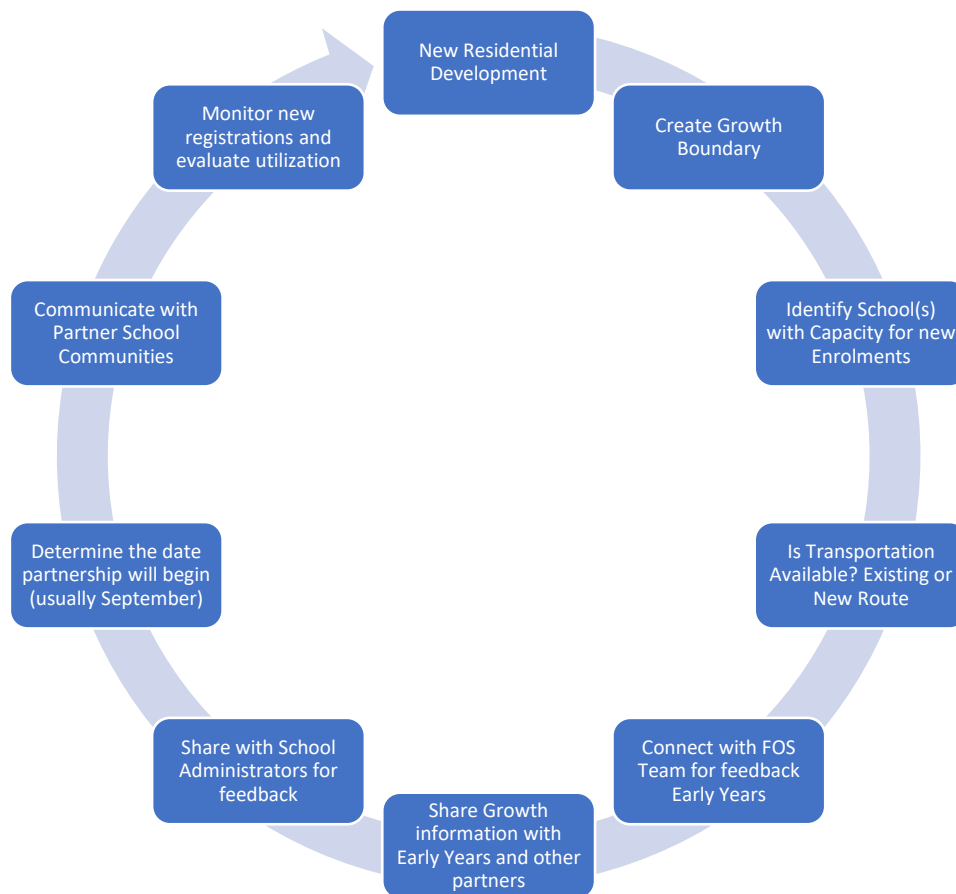 New Residential
Development
Create Growth
Boundary
Identify School(s)
with Capacity for new
Enrolments
Is Transportation
Available? Existing or
New Route
Connect with FOS
Team for feedback
Early Years
Share Growth
information with
Early Years and other
partners
Share with School
Administrators for
feedback
Determine the date
partnership will begin
(usually September)
Communicate with
Partner School
Communities
Monitor new
registrations and
evaluate utilization